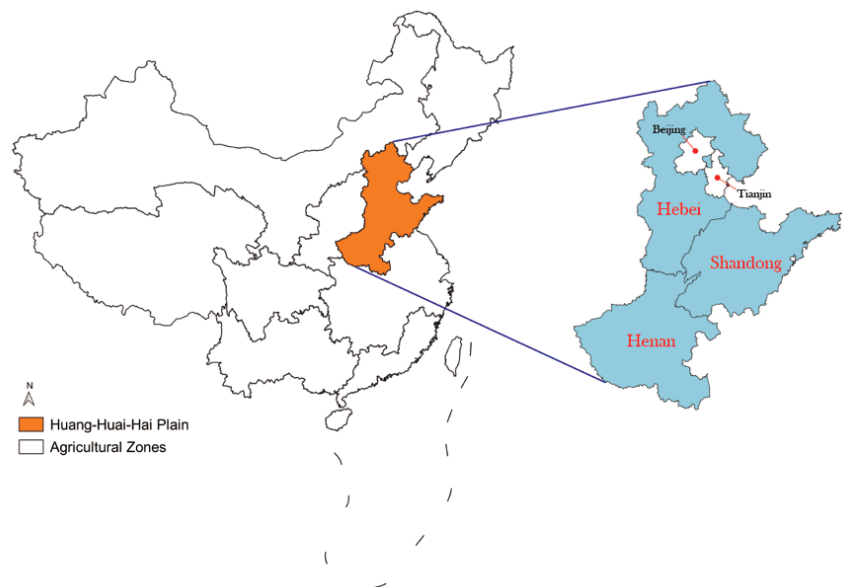 Beijing
Tianjin
Hebei
Shandong
Henan
N
Huang-Huai-Hai Plain
Agricultural Zones